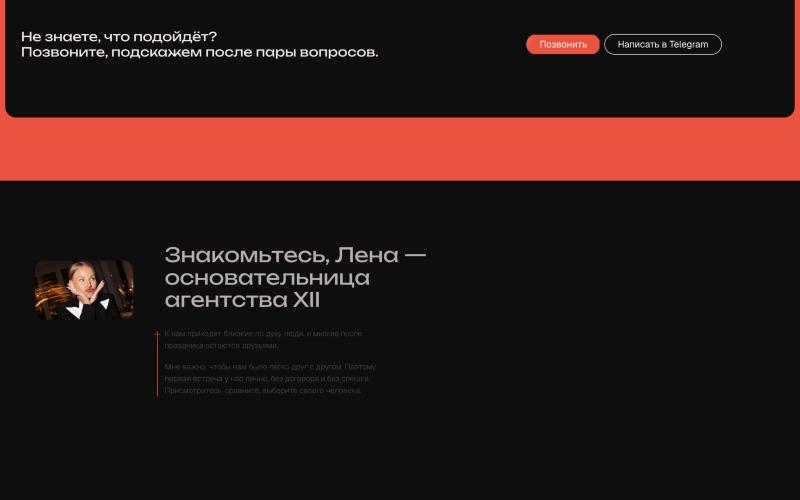 Не знаете, что подойдёт?
Позвоните, подскажем после пары вопросов.
Позвонить
Написать в Telegram
Знакомьтесь, Лена —
основательница
агентства XII
К нам приходят близкие по духу люди, и многие после
праздника остаются друзьями.
Мне важно, чтобы нам было легко друг с другом. Поэтому
первая встреча у нас лично, без договора и без спешки.
Присмотритесь, сравните, выберите своего человека.